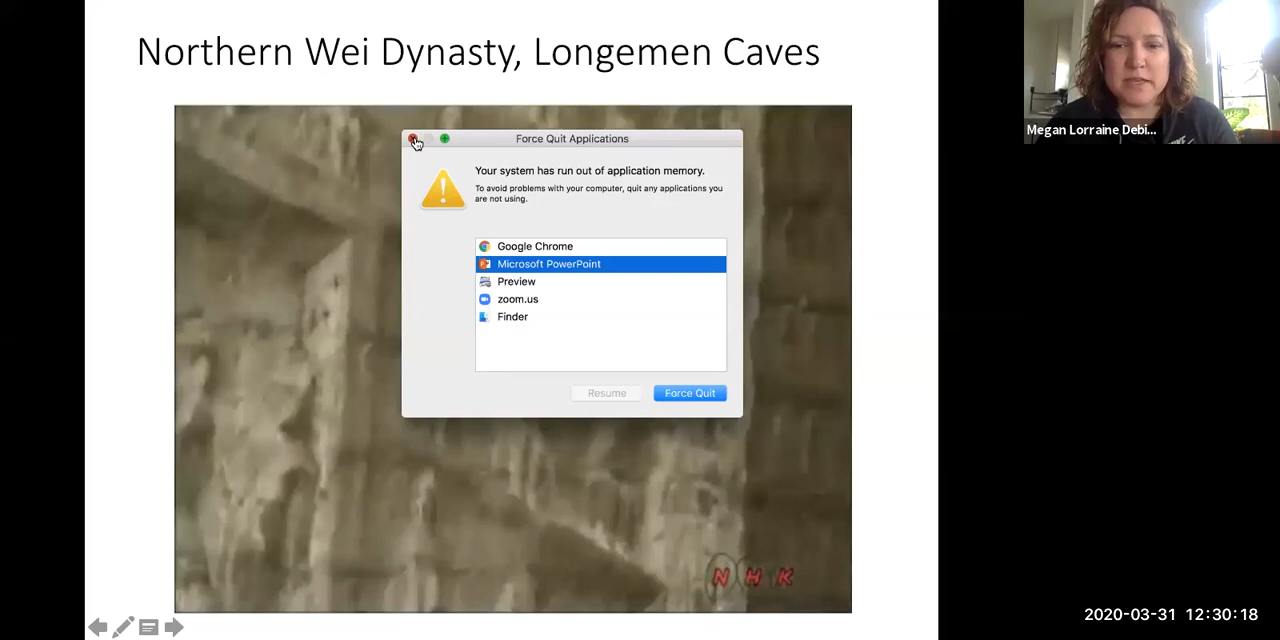 Northern Wei Dynasty, Longemen Caves
Megan Lorraine Debi...
Force Quit Applications
Your system has run out of application memory.
To avoid problems with your computer, quit any applications you
are not using.
Google Chrome
Microsoft PowerPoint
Preview
zoom.us
Finder
Resume
Force Quit
NHK
2020-03-31 12:30:18